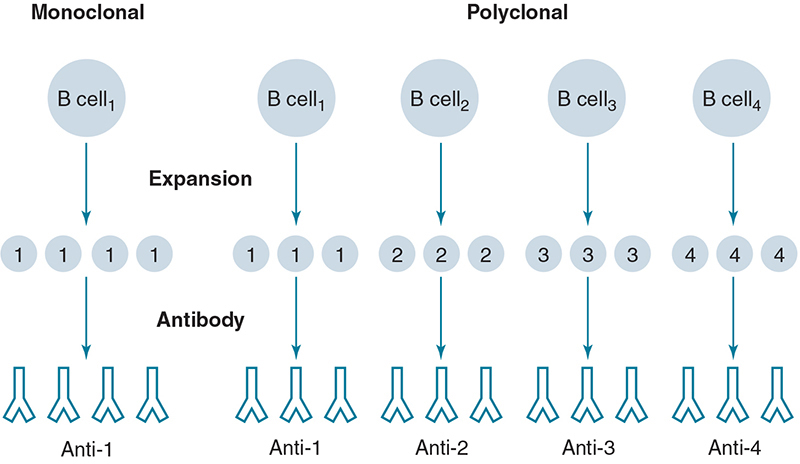 Monoclonal Polyclonal
B cell₁ B cell₁ B cell₂ B cell₃ B cell₄
Expansion
1 1 1 1 1 1 1 2 2 2 3 3 3 4 4 4
Antibody
Anti-1 Anti-1 Anti-2 Anti-3 Anti-4